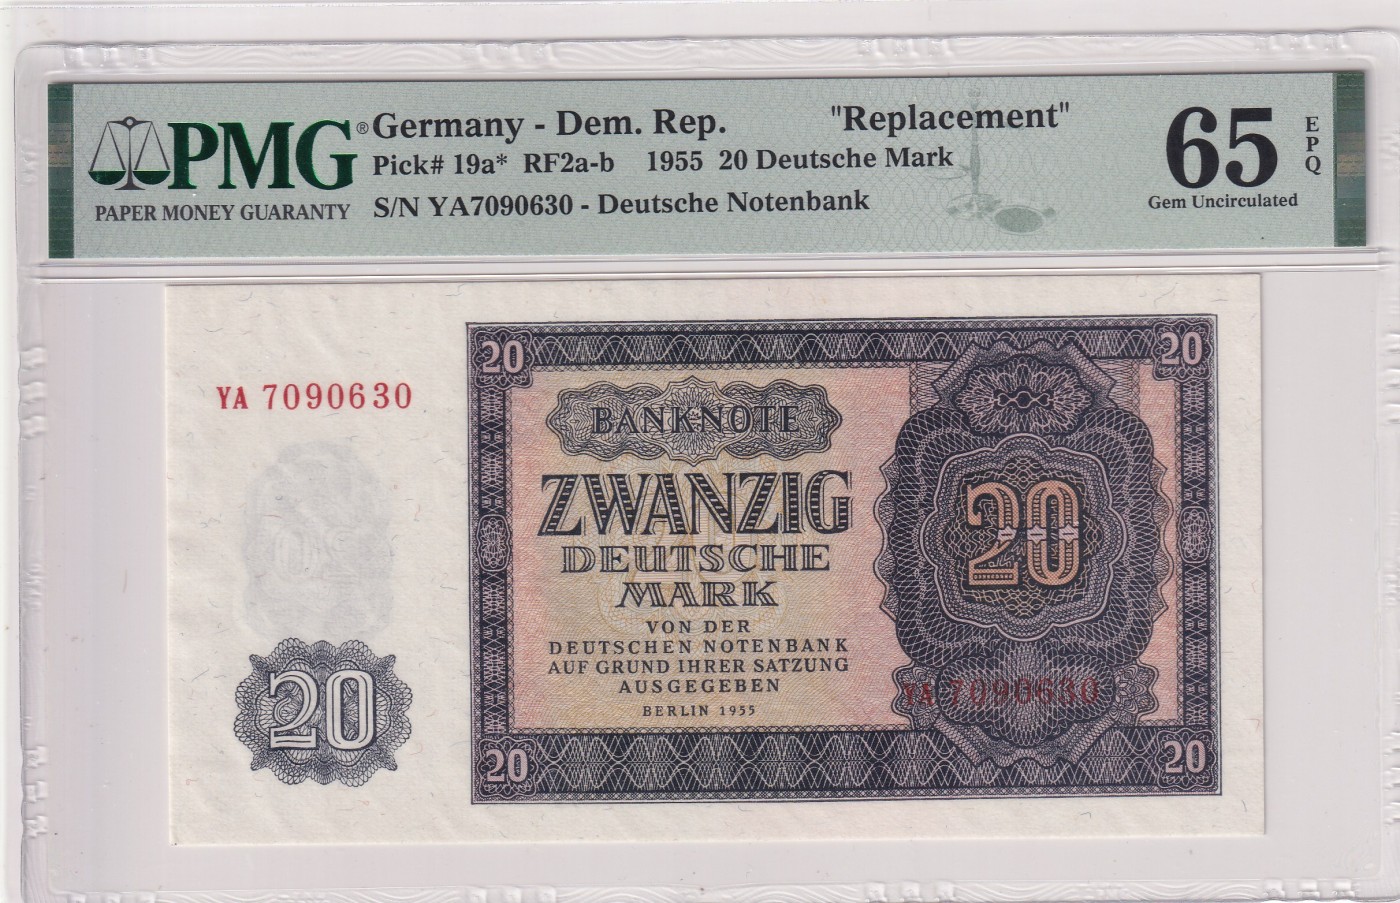 PMG®
PAPER MONEY GUARANTY
Germany - Dem. Rep. "Replacement"
Pick# 19a* RF2a-b 1955 20 Deutsche Mark
S/N YA7090630 - Deutsche Notenbank
65
EPQ
Gem Uncirculated
20
20
YA 7090630
BANKNOTE
ZWANZIG
DEUTSCHE
MARK
20
VON DER
DEUTSCHEN NOTENBANK
AUF GRUND IHRER SATZUNG
AUSGEGEBEN
BERLIN 1955
YA 7090630
20
20
20